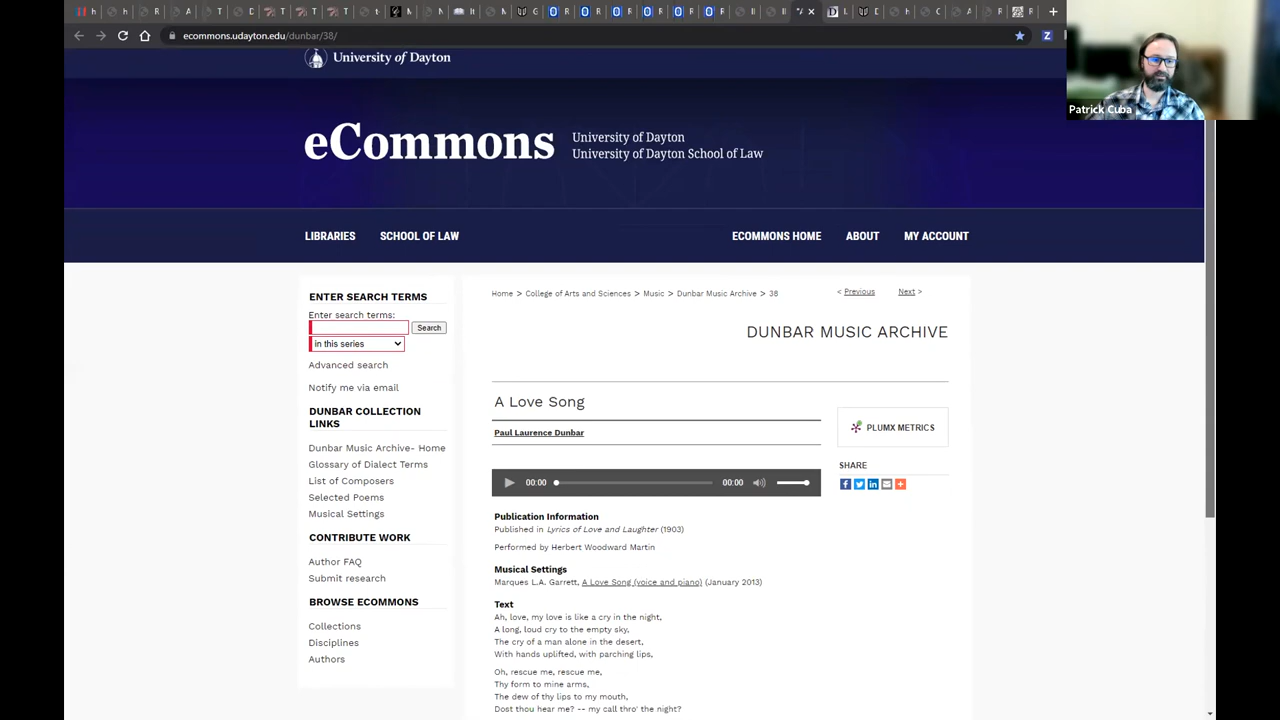 ecommons.udayton.edu/dunbar/38/
Patrick Cuba
University of Dayton
eCommons
University of Dayton
University of Dayton School of Law
LIBRARIES
SCHOOL OF LAW
ECOMMONS HOME
ABOUT
MY ACCOUNT
ENTER SEARCH TERMS
Enter search terms:
Search
in this series
Advanced search
Notify me via email
DUNBAR COLLECTION
LINKS
Dunbar Music Archive- Home
Glossary of Dialect Terms
List of Composers
Selected Poems
Musical Settings
CONTRIBUTE WORK
Author FAQ
Submit research
BROWSE ECOMMONS
Collections
Disciplines
Authors
Home > College of Arts and Sciences > Music > Dunbar Music Archive > 38
< Previous
Next >
DUNBAR MUSIC ARCHIVE
A Love Song
Paul Laurence Dunbar
00:00
00:00
Publication Information
Published in Lyrics of Love and Laughter (1903)
Performed by Herbert Woodward Martin
Musical Settings
Marques L.A. Garrett, A Love Song (voice and piano) (January 2013)
Text
Ah, love, my love is like a cry in the night,
A long, loud cry to the empty sky,
The cry of a man alone in the desert,
With hands uplifted, with parching lips,
Oh, rescue me, rescue me,
Thy form to mine arms,
The dew of thy lips to my mouth,
Dost thou hear me? -- my call thro' the night?
PLUMX METRICS
SHARE